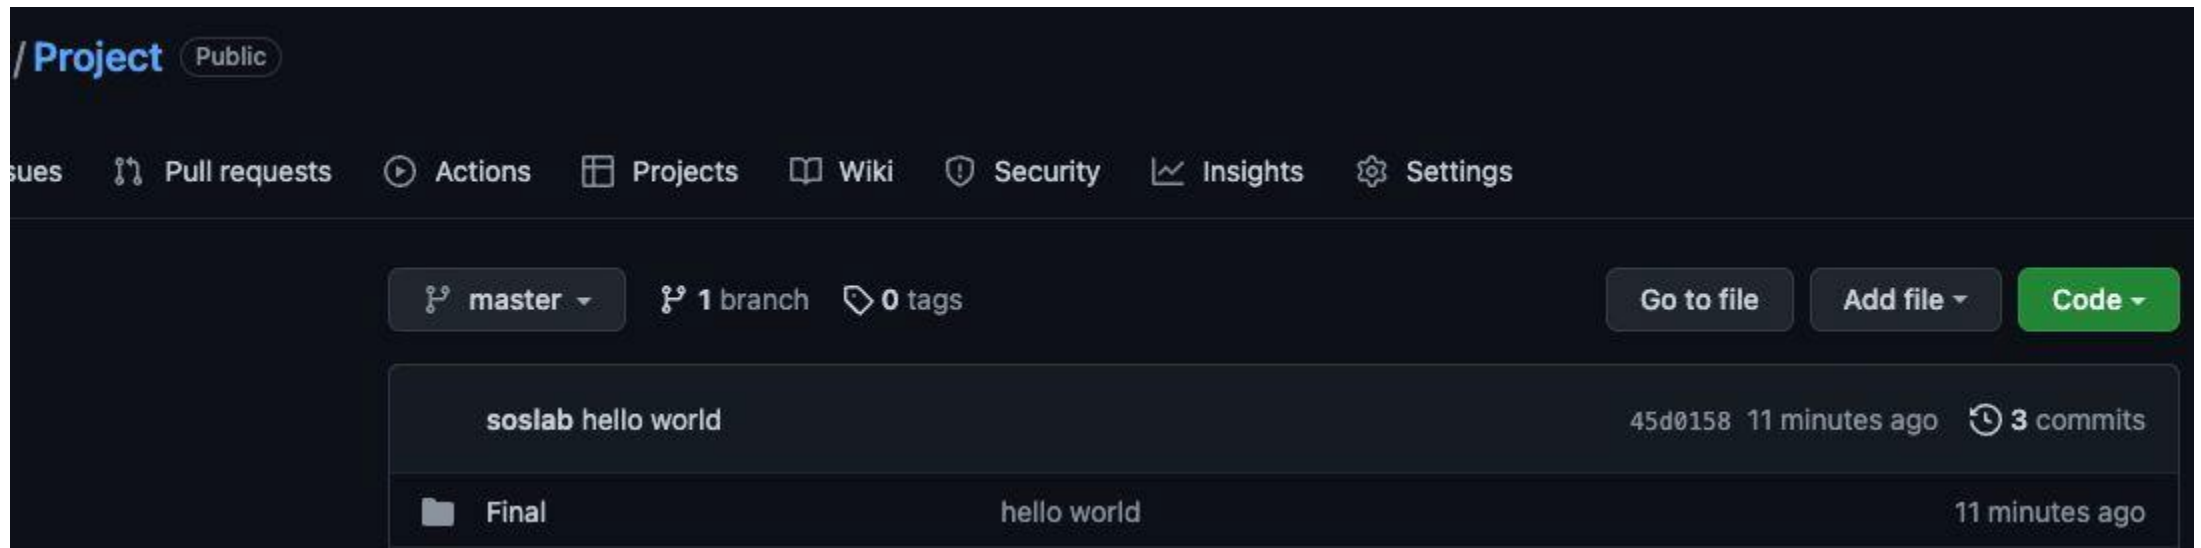 /Project Public
sues Pull requests Actions Projects Wiki Security Insights Settings
master 1 branch 0 tags Go to file Add file Code
soslab hello world 45d0158 11 minutes ago 3 commits
Final hello world 11 minutes ago